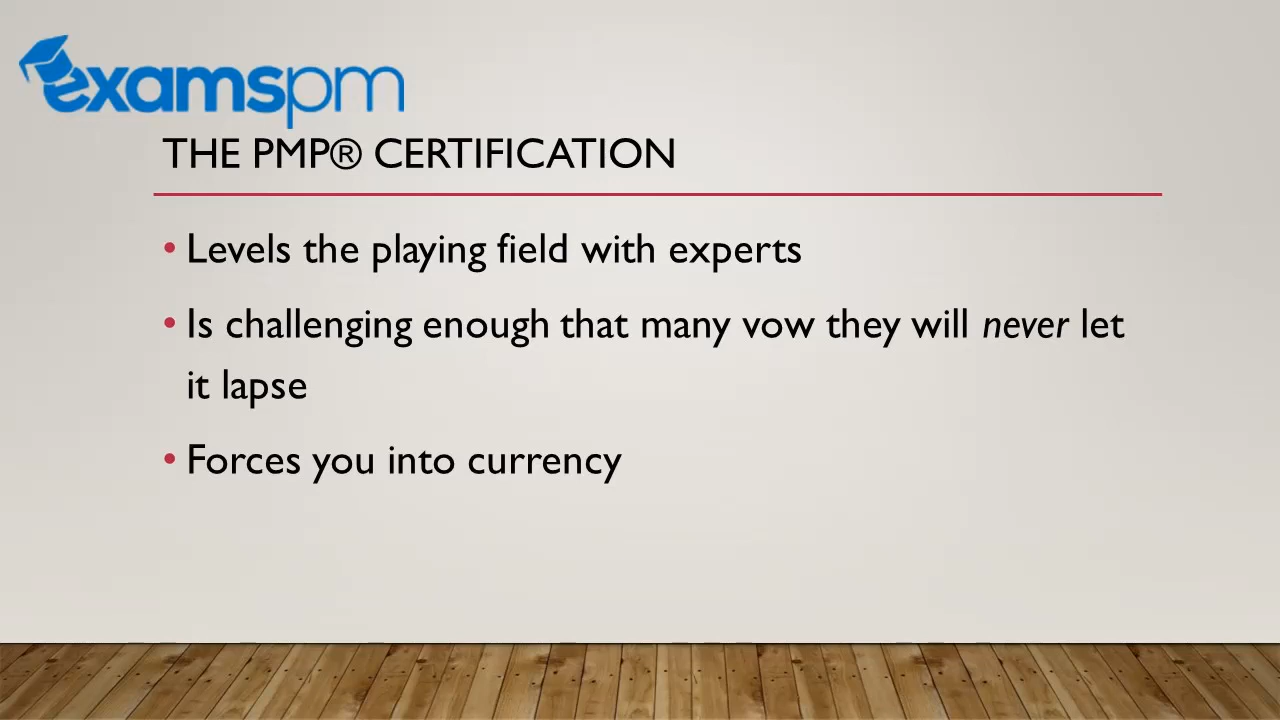 examspm
THE PMP® CERTIFICATION
• Levels the playing field with experts
• Is challenging enough that many vow they will never let
it lapse
• Forces you into currency